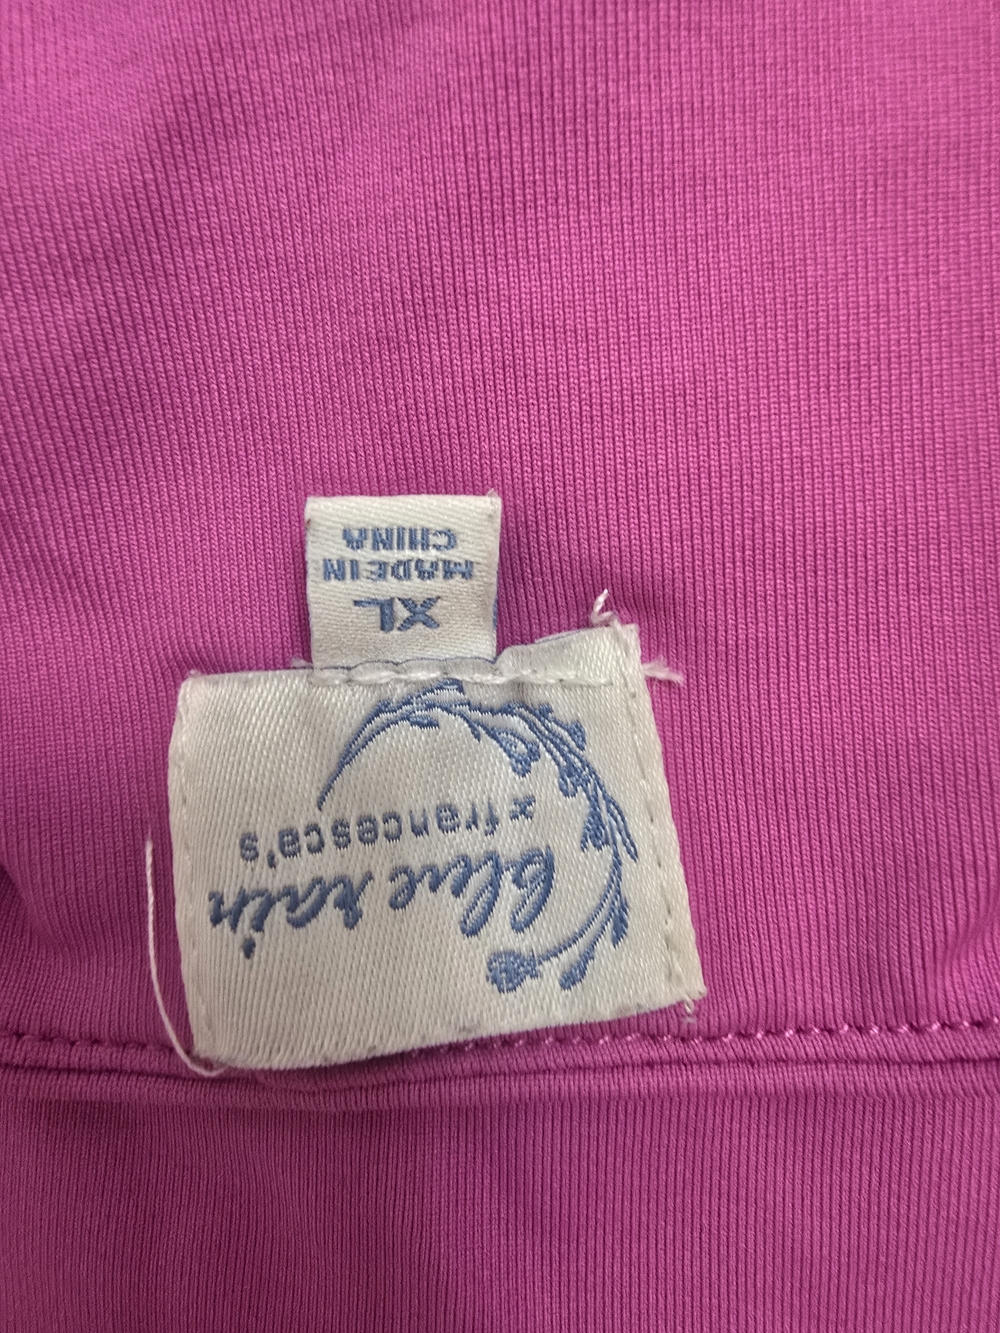 blue rain
x francesca's
XL
MADE IN
CHINA